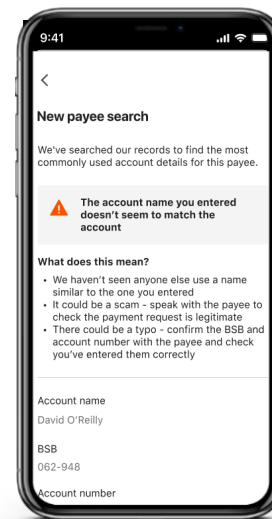 9:41
New payee search
We've searched our records to find the most
commonly used account details for this payee.
The account name you entered
doesn't seem to match the
account
What does this mean?
• We haven't seen anyone else use a name
similar to the one you entered
• It could be a scam - speak with the payee to
check the payment request is legitimate
• There could be a typo - confirm the BSB and
account number with the payee and check
you've entered them correctly
Account name
David O'Reilly
BSB
062-948
Account number